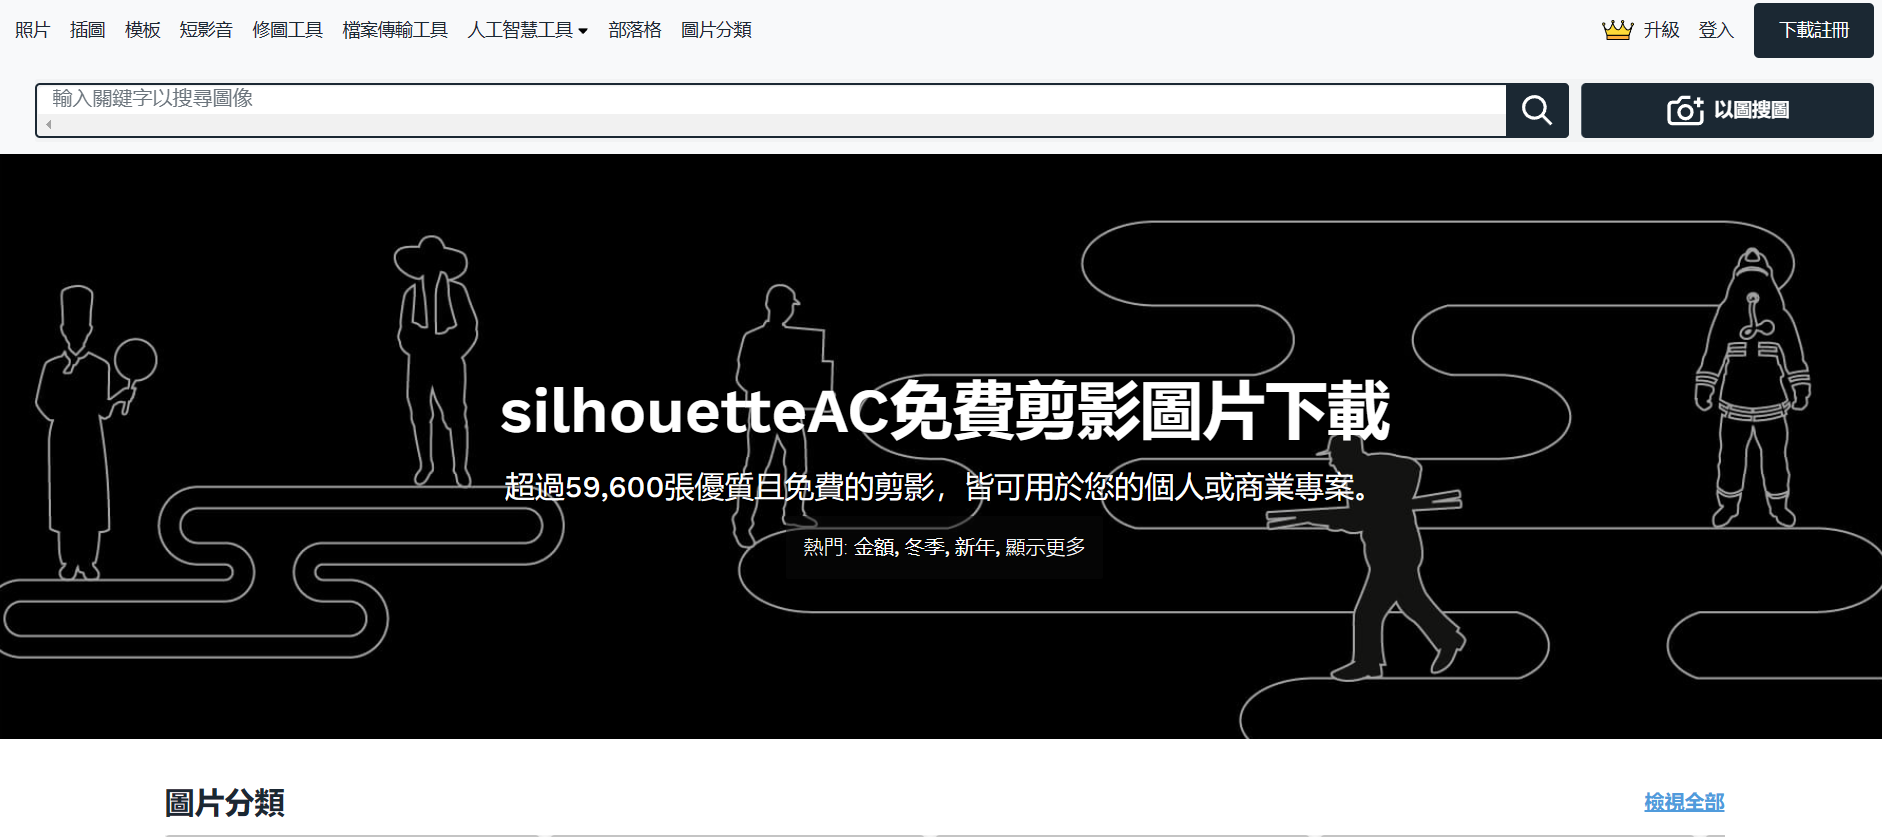 照片 插圖 模板 短影音 修圖工具 檔案傳輸工具 人工智慧工具 部落格 圖片分類 升級 登入 下載註冊
輸入關鍵字以搜尋圖像 以圖搜圖
silhouetteAC免費剪影圖片下載
超過59,600張優質且免費的剪影，皆可用於您的個人或商業專案。
熱門: 金額, 冬季, 新年, 顯示更多
圖片分類 檢視全部